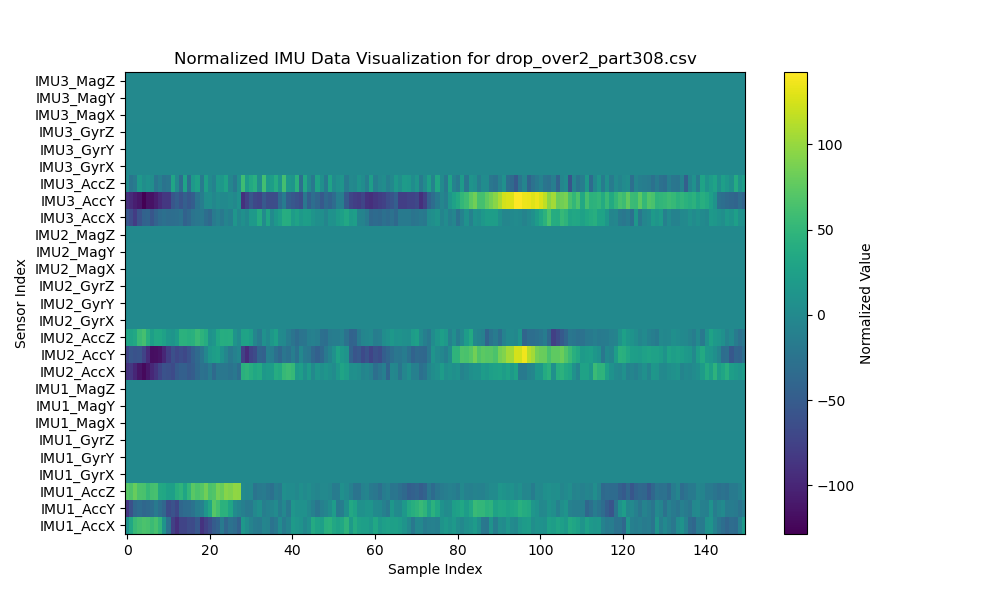 Normalized IMU Data Visualization for drop_over2_part308.csv
IMU3_MagZ
IMU3_MagY
IMU3_MagX
IMU3_GyrZ
IMU3_GyrY
IMU3_GyrX
IMU3_AccZ
IMU3_AccY
IMU3_AccX
IMU2_MagZ
IMU2_MagY
IMU2_MagX
IMU2_GyrZ
IMU2_GyrY
IMU2_GyrX
IMU2_AccZ
IMU2_AccY
IMU2_AccX
IMU1_MagZ
IMU1_MagY
IMU1_MagX
IMU1_GyrZ
IMU1_GyrY
IMU1_GyrX
IMU1_AccZ
IMU1_AccY
IMU1_AccX
Sensor Index
0 20 40 60 80 100 120 140
Sample Index
100
50
0
−50
−100
Normalized Value